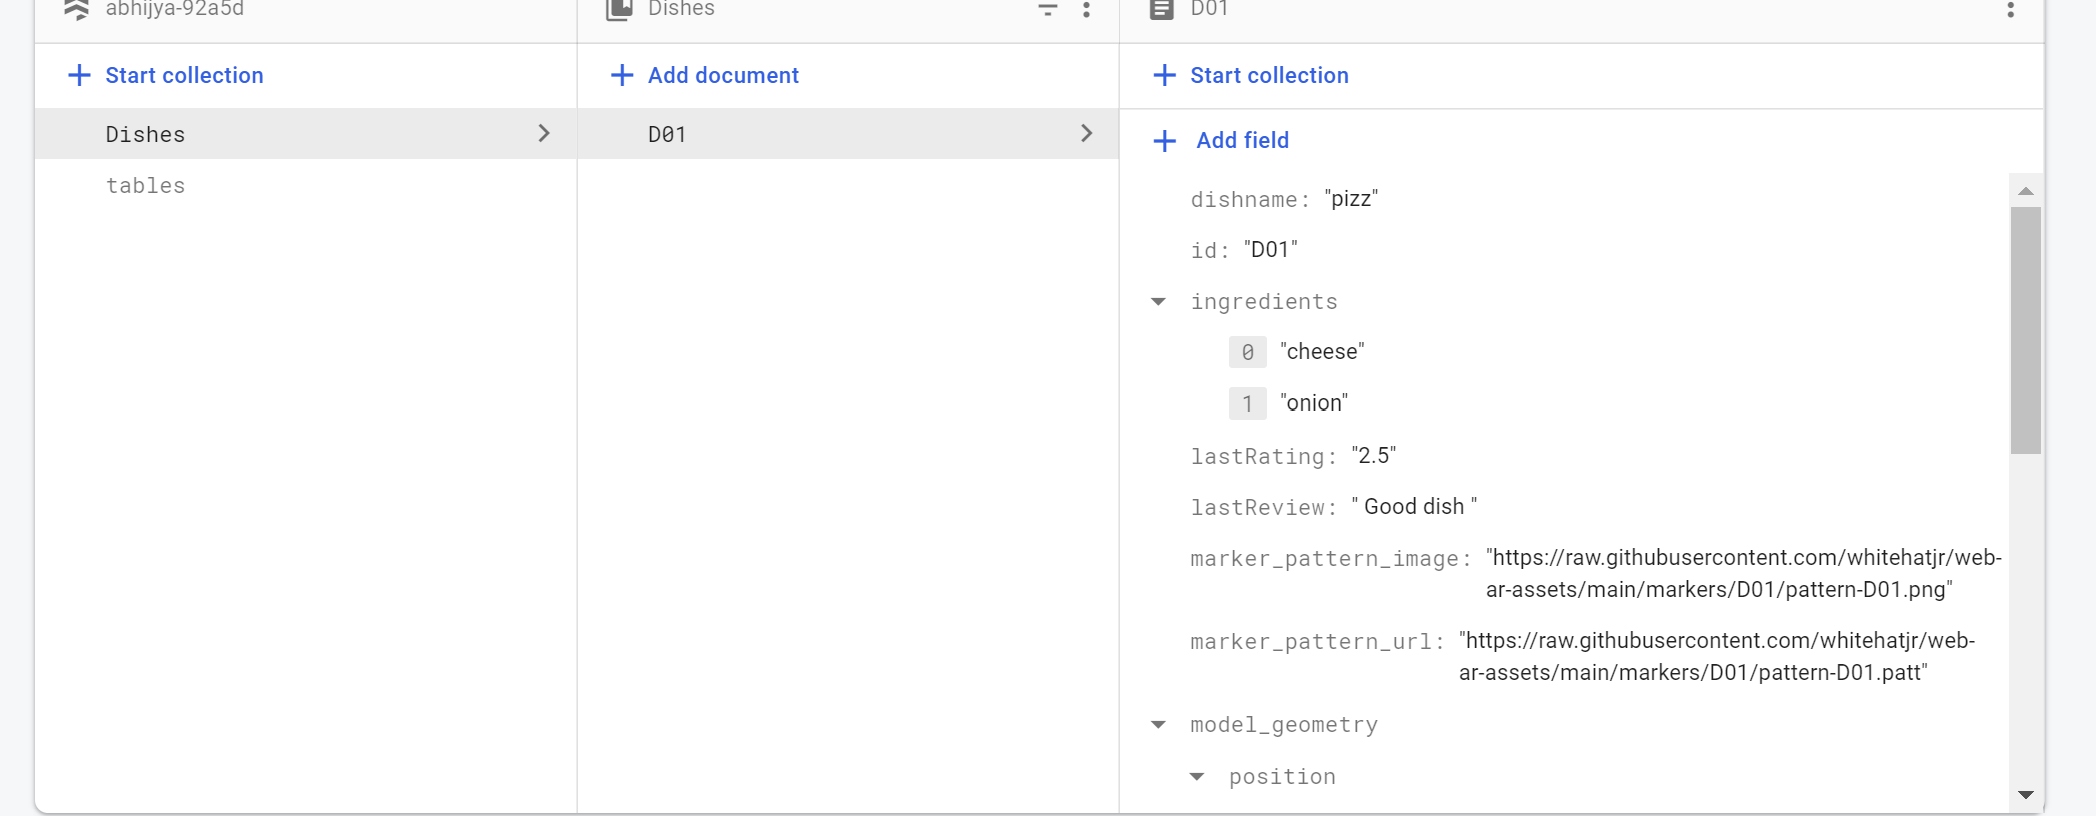 abhijya-92a5d
Dishes
D01
Start collection
Add document
Start collection
Dishes
D01
Add field
tables
dishname: "pizz"
id: "D01"
ingredients
0 "cheese"
1 "onion"
lastRating: "2.5"
lastReview: " Good dish "
marker_pattern_image: "https://raw.githubusercontent.com/whitehatjr/web-
ar-assets/main/markers/D01/pattern-D01.png"
marker_pattern_url: "https://raw.githubusercontent.com/whitehatjr/web-
ar-assets/main/markers/D01/pattern-D01.patt"
model_geometry
position